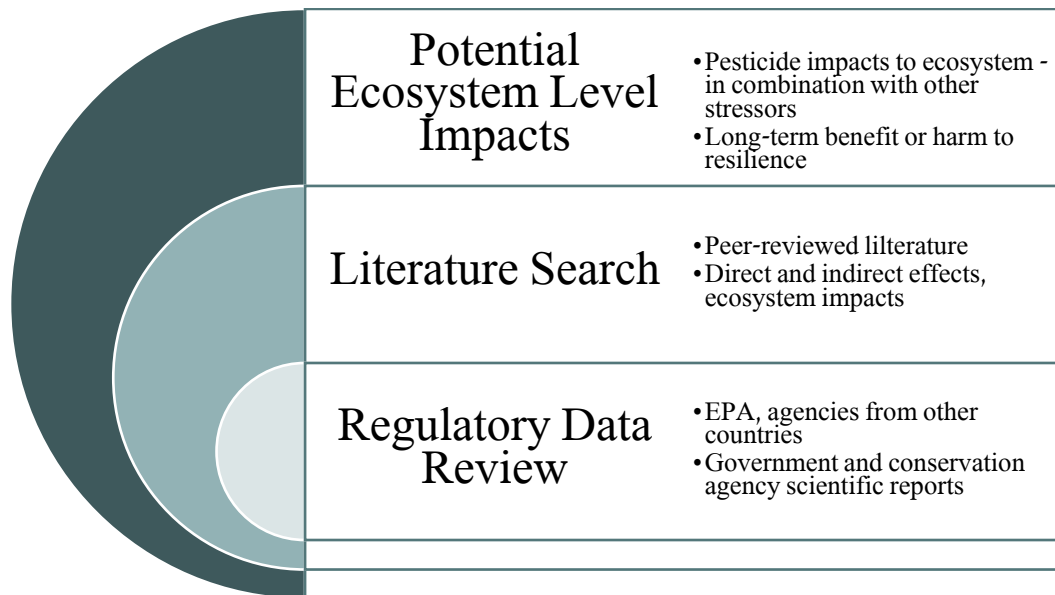 Potential
Ecosystem Level
Impacts
•Pesticide impacts to ecosystem -
in combination with other
stressors
•Long-term benefit or harm to
resilience
Literature Search
•Peer-reviewed lilterature
•Direct and indirect effects,
ecosystem impacts
Regulatory Data
Review
•EPA, agencies from other
countries
•Government and conservation
agency scientific reports